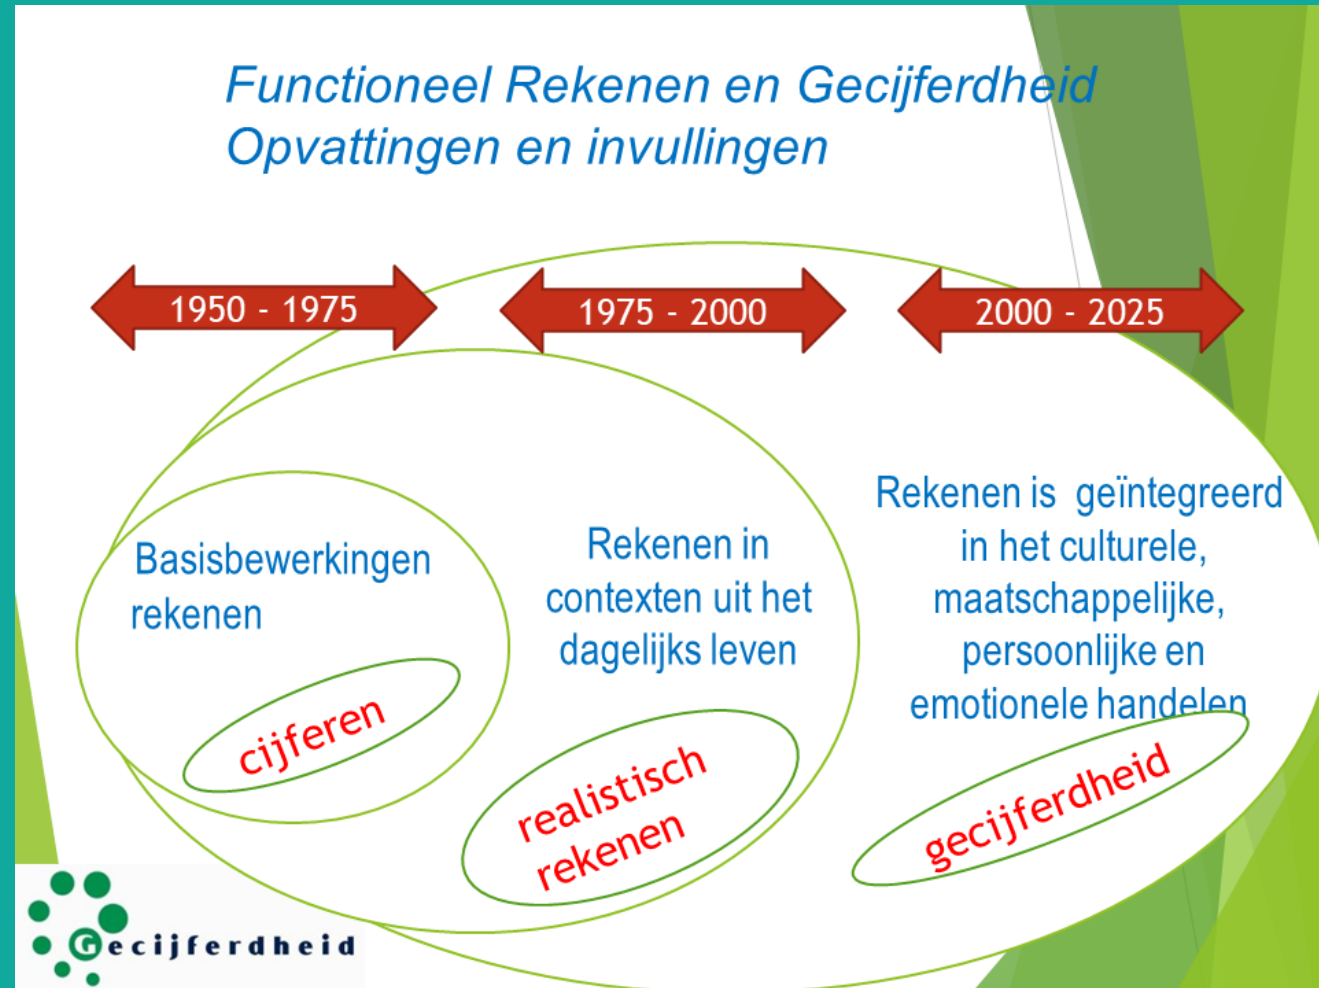 Functioneel Rekenen en Gecijferdheid
Opvattingen en invullingen
1950 - 1975
1975 - 2000
2000 - 2025
Basisbewerkingen
rekenen
cijferen
Rekenen in
contexten uit het
dagelijks leven
realistisch
rekenen
Rekenen is geïntegreerd
in het culturele,
maatschappelijke,
persoonlijke en
emotionele handelen
gecijferdheid
Gecijferdheid